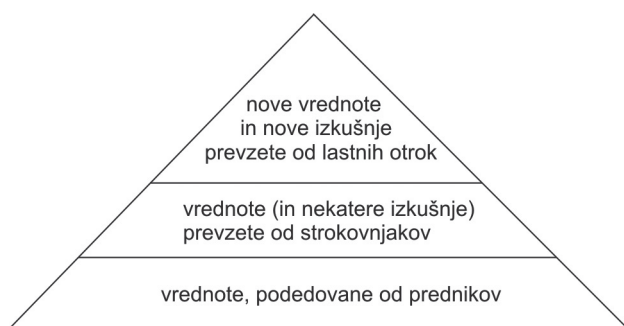 nove vrednote
in nove izkušnje
prevzete od lastnih otrok
vrednote (in nekatere izkušnje)
prevzete od strokovnjakov
vrednote, podedovane od prednikov